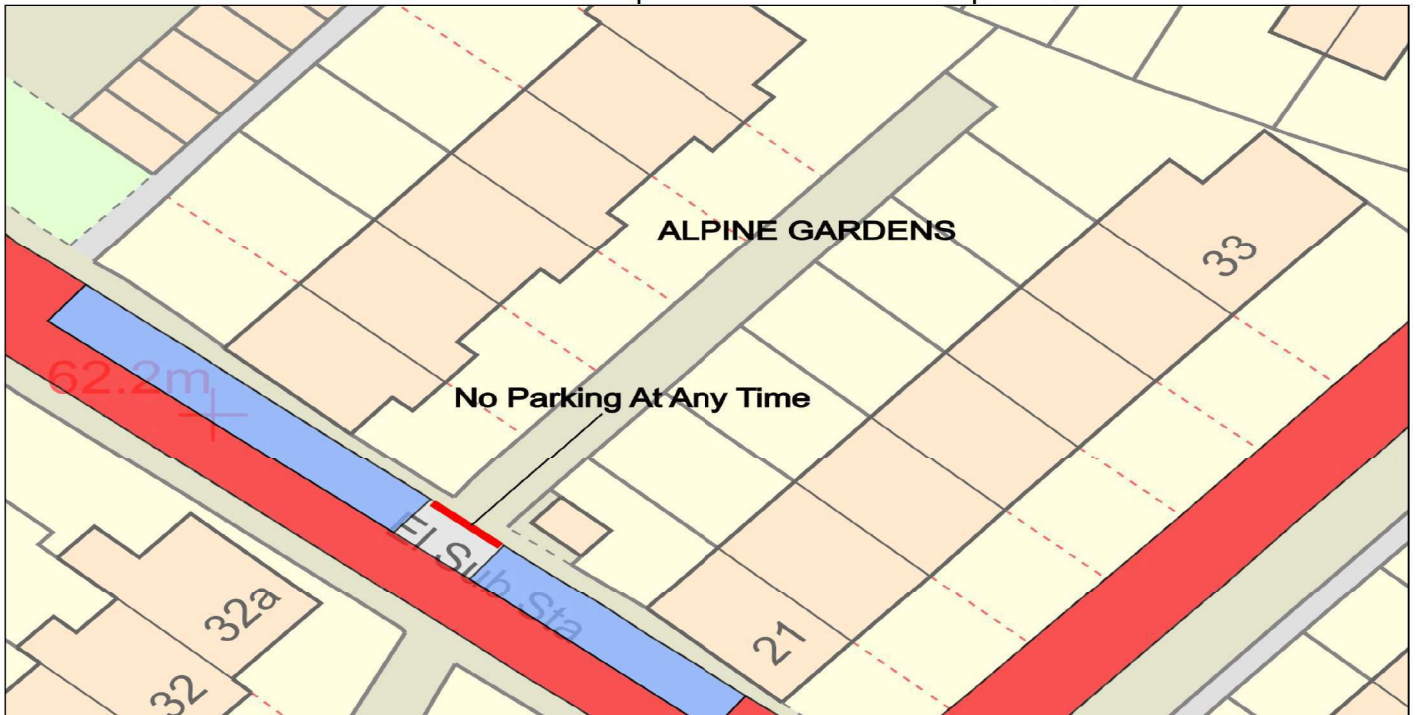 ALPINE GARDENS
33
62.2m
No Parking At Any Time
El Sub Sta
32a
21
32